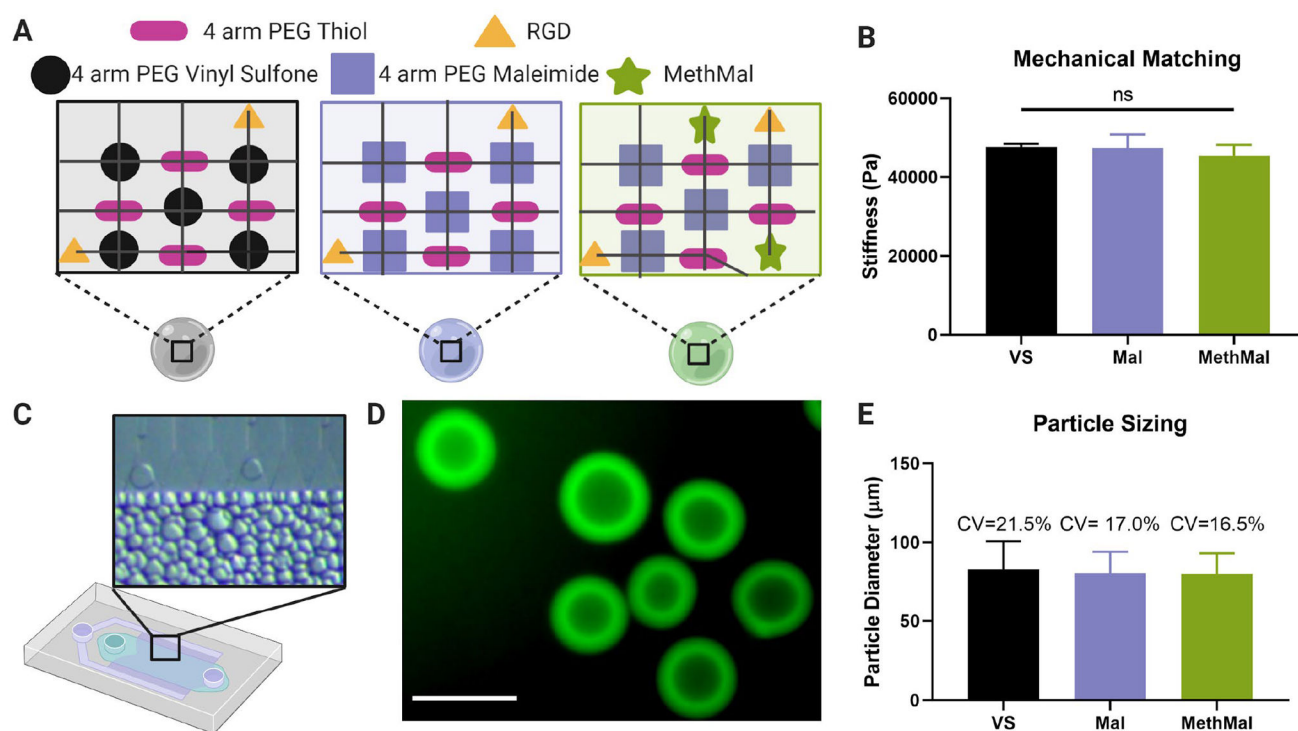 A
4 arm PEG Thiol
RGD
4 arm PEG Vinyl Sulfone
4 arm PEG Maleimide
MethMal
B
Mechanical Matching
ns
60000
40000
20000
0
Stiffness (Pa)
VS
Mal
MethMal
C
D
E
Particle Sizing
150
100
50
0
Particle Diameter (μm)
CV=21.5%
CV= 17.0%
CV=16.5%
VS
Mal
MethMal